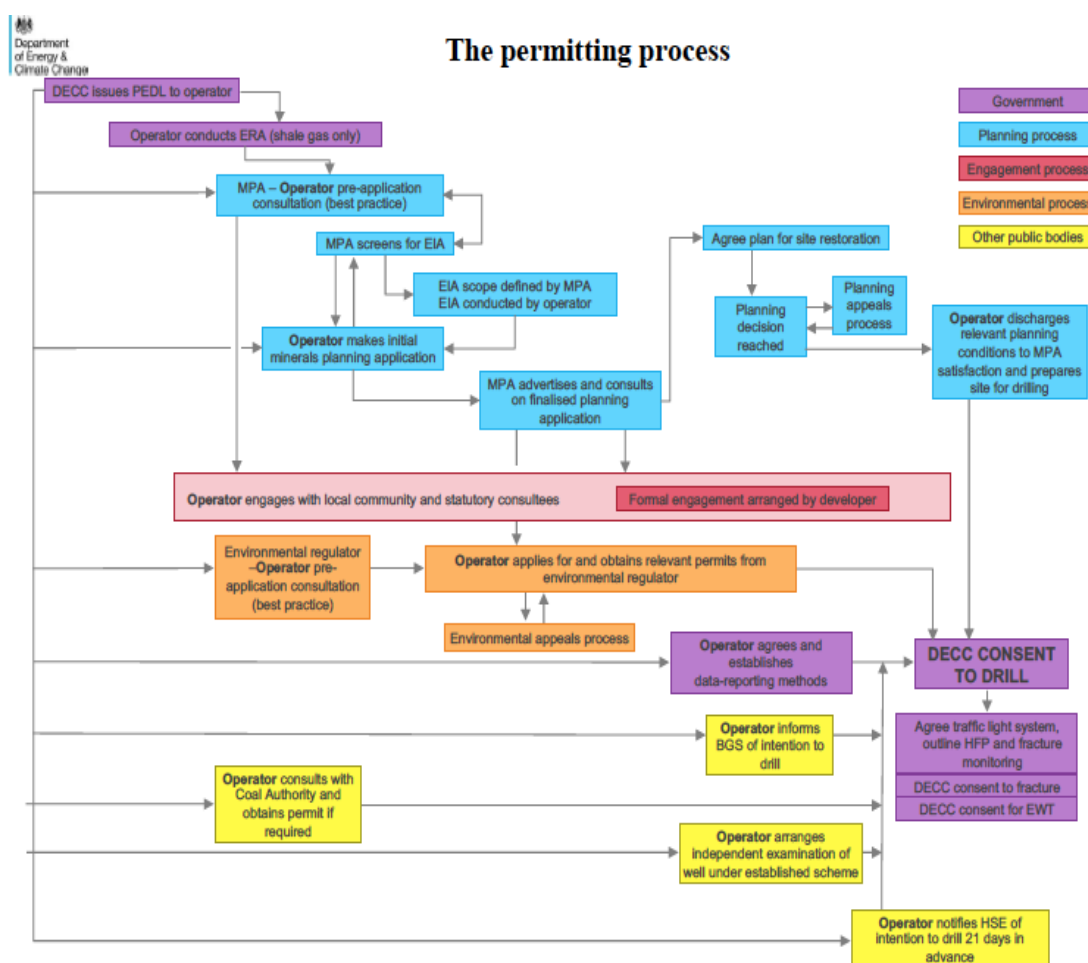 Department
of Energy &
Climate Change
The permitting process
DECC issues PEDL to operator
Government
Operator conducts ERA (shale gas only)
Planning process
Engagement process
Environmental process
Other public bodies
MPA – Operator pre-application
consultation (best practice)
MPA screens for EIA
Agree plan for site restoration
EIA scope defined by MPA
EIA conducted by operator
Planning
appeals
process
Planning
decision
reached
Operator makes initial
minerals planning application
Operator discharges
relevant planning
conditions to MPA
satisfaction and prepares
site for drilling
MPA advertises and consults
on finalised planning
application
Operator engages with local community and statutory consultees
Formal engagement arranged by developer
Environmental regulator
–Operator pre-
application consultation
(best practice)
Operator applies for and obtains relevant permits from
environmental regulator
Environmental appeals process
Operator agrees and
establishes
data-reporting methods
DECC CONSENT
TO DRILL
Operator informs
BGS of intention to
drill
Agree traffic light system,
outline HFP and fracture
monitoring
DECC consent to fracture
DECC consent for EWT
Operator consults with
Coal Authority and
obtains permit if
required
Operator arranges
independent examination of
well under established scheme
Operator notifies HSE of
intention to drill 21 days in
advance